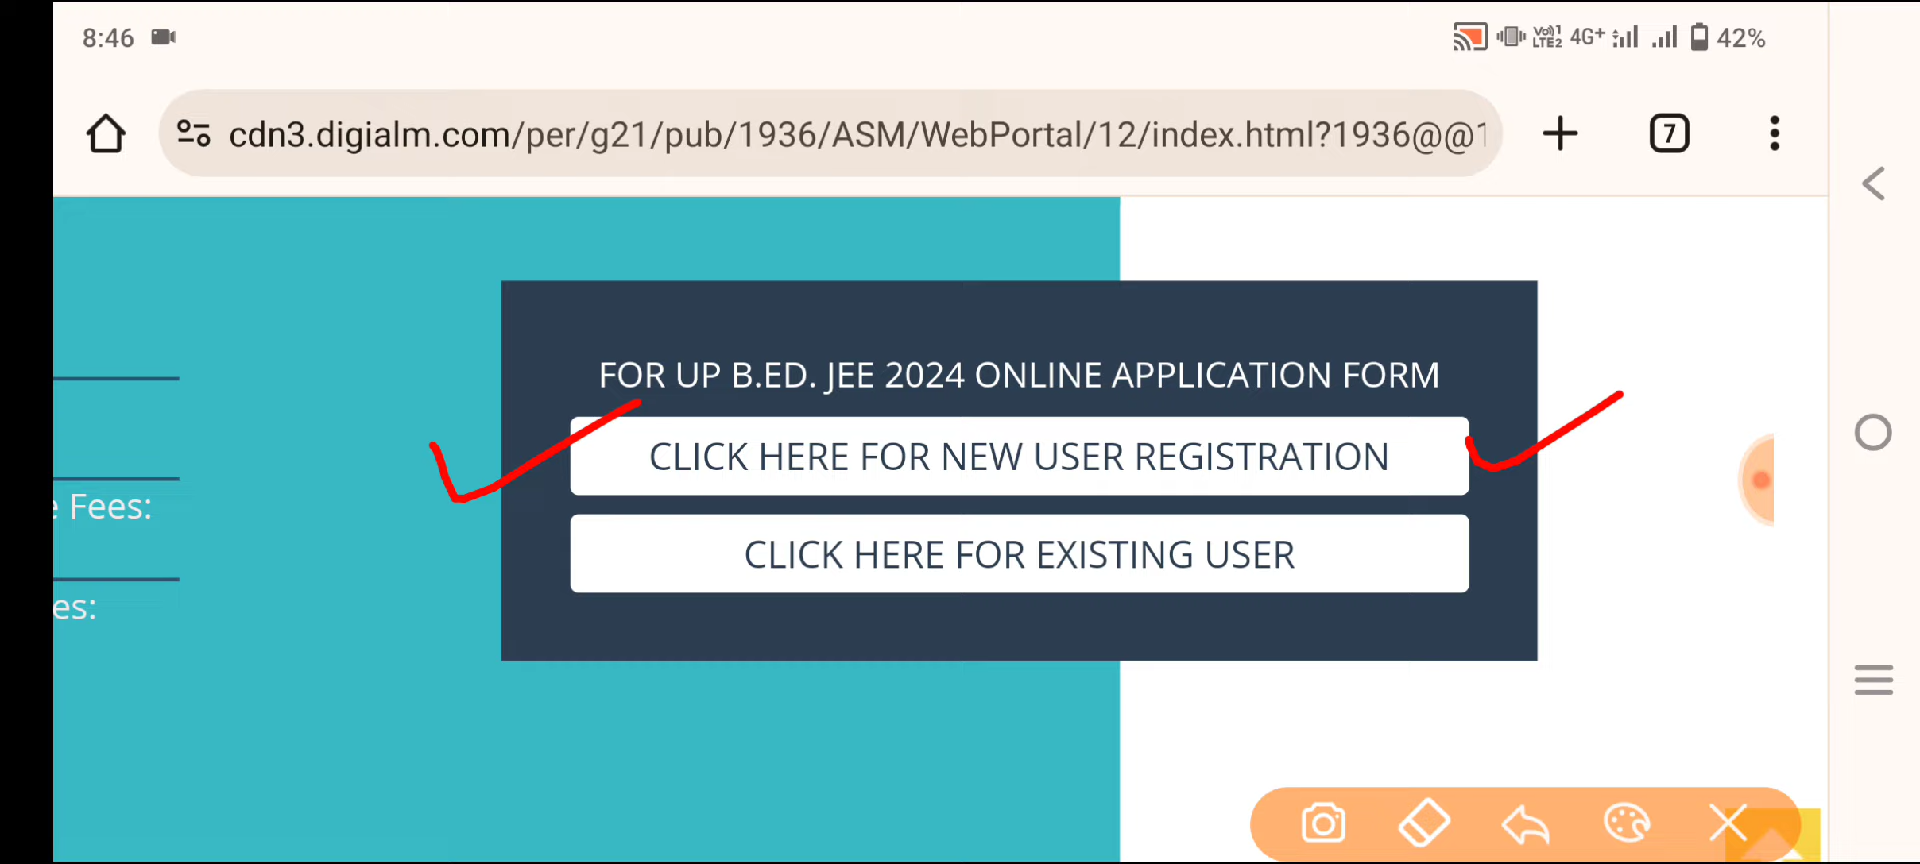 8:46
Vo)) LTE2 4G+ 42%
cdn3.digialm.com/per/g21/pub/1936/ASM/WebPortal/12/index.html?1936@@1
7
FOR UP B.ED. JEE 2024 ONLINE APPLICATION FORM
CLICK HERE FOR NEW USER REGISTRATION
Fees:
CLICK HERE FOR EXISTING USER
es: